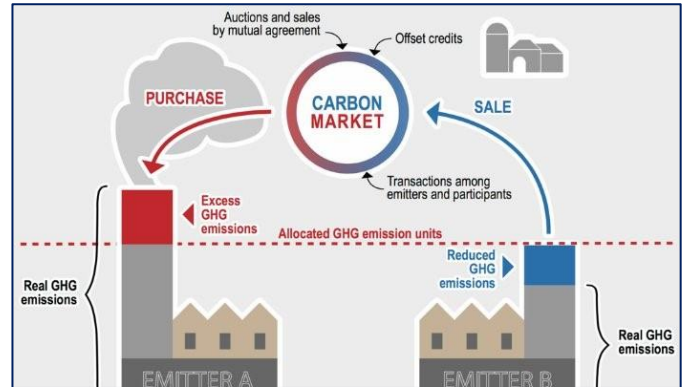 Auctions and sales
by mutual agreement
Offset credits
PURCHASE
CARBON
MARKET
SALE
Transactions among
emitters and participants
Excess
GHG
emissions
Allocated GHG emission units
Reduced
GHG
emissions
Real GHG
emissions
Real GHG
emissions
EMITTER A
EMITTER B